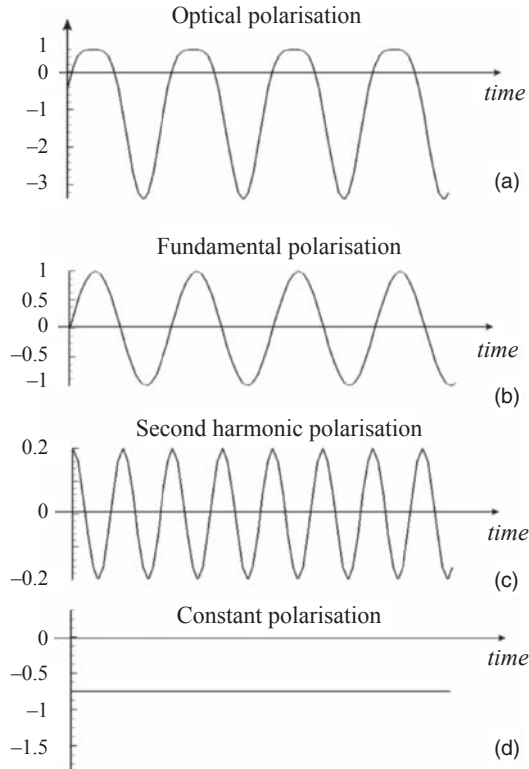 Optical polarisation
1
0
time
–1
–2
–3
(a)
Fundamental polarisation
1
0.5
0
–0.5
time
–1
(b)
Second harmonic polarisation
0.2
0
time
–0.2
(c)
Constant polarisation
0
time
–0.5
–1
–1.5
(d)